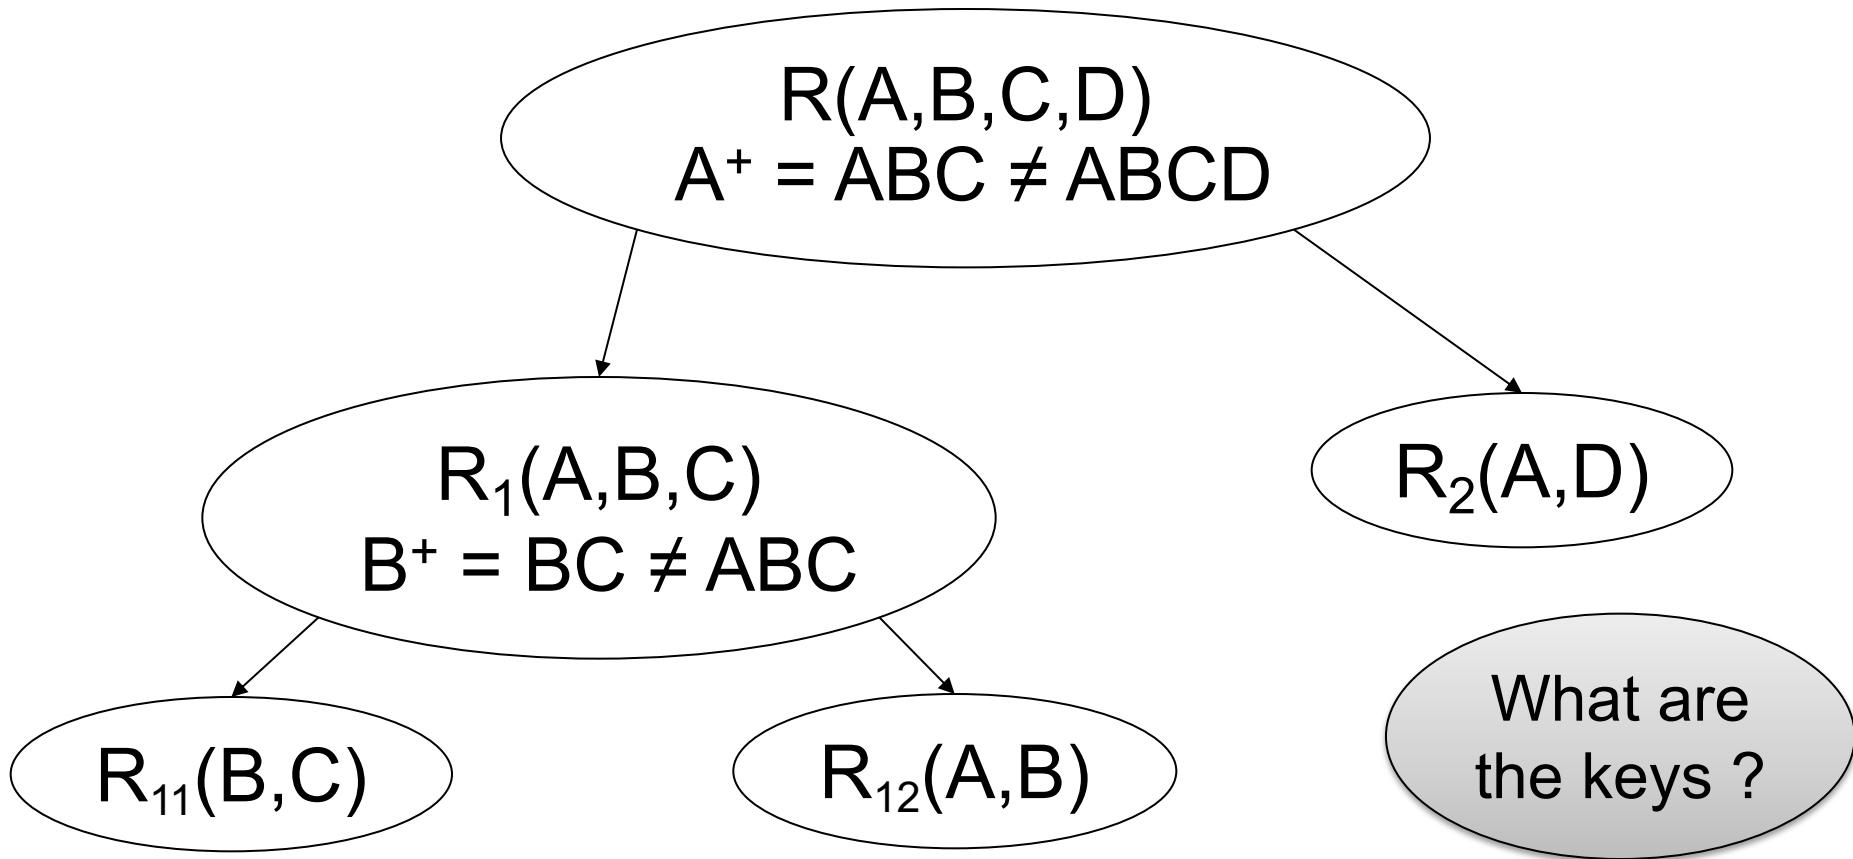 R(A,B,C,D)
A⁺ = ABC ≠ ABCD
R₁(A,B,C)
B⁺ = BC ≠ ABC
R₂(A,D)
R₁₁(B,C)
R₁₂(A,B)
What are
the keys ?